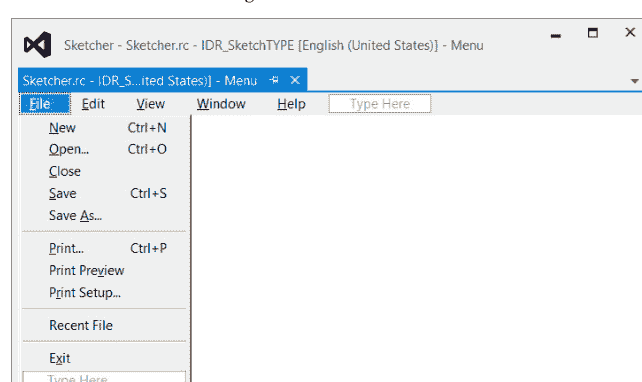 Sketcher - Sketcher.rc - IDR_SketchTYPE [English (United States)] - Menu
Sketcher.rc - IDR_S...ited States)] - Menu
File Edit View Window Help Type Here
New Ctrl+N
Open... Ctrl+O
Close
Save Ctrl+S
Save As...
Print... Ctrl+P
Print Preview
Print Setup...
Recent File
Exit
Type Here